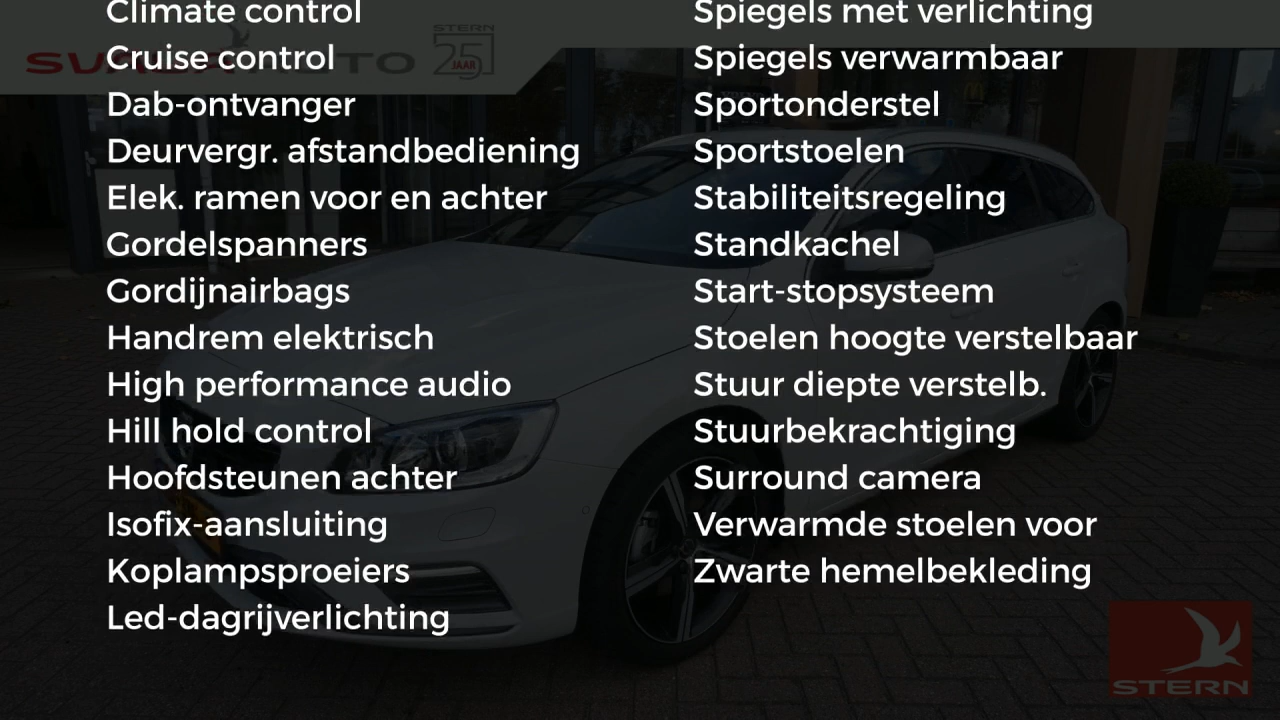 Climate control
Cruise control
Dab-ontvanger
Deurvergr. afstandbediening
Elek. ramen voor en achter
Gordelspanners
Gordijnairbags
Handrem elektrisch
High performance audio
Hill hold control
Hoofdsteunen achter
Isofix-aansluiting
Koplampsproeiers
Led-dagrijverlichting
Spiegels met verlichting
Spiegels verwarmbaar
Sportonderstel
Sportstoelen
Stabiliteitsregeling
Standkachel
Start-stopsysteem
Stoelen hoogte verstelbaar
Stuur diepte verstelb.
Stuurbekrachtiging
Surround camera
Verwarmde stoelen voor
Zwarte hemelbekleding
STERN
25
JAAR
STERN